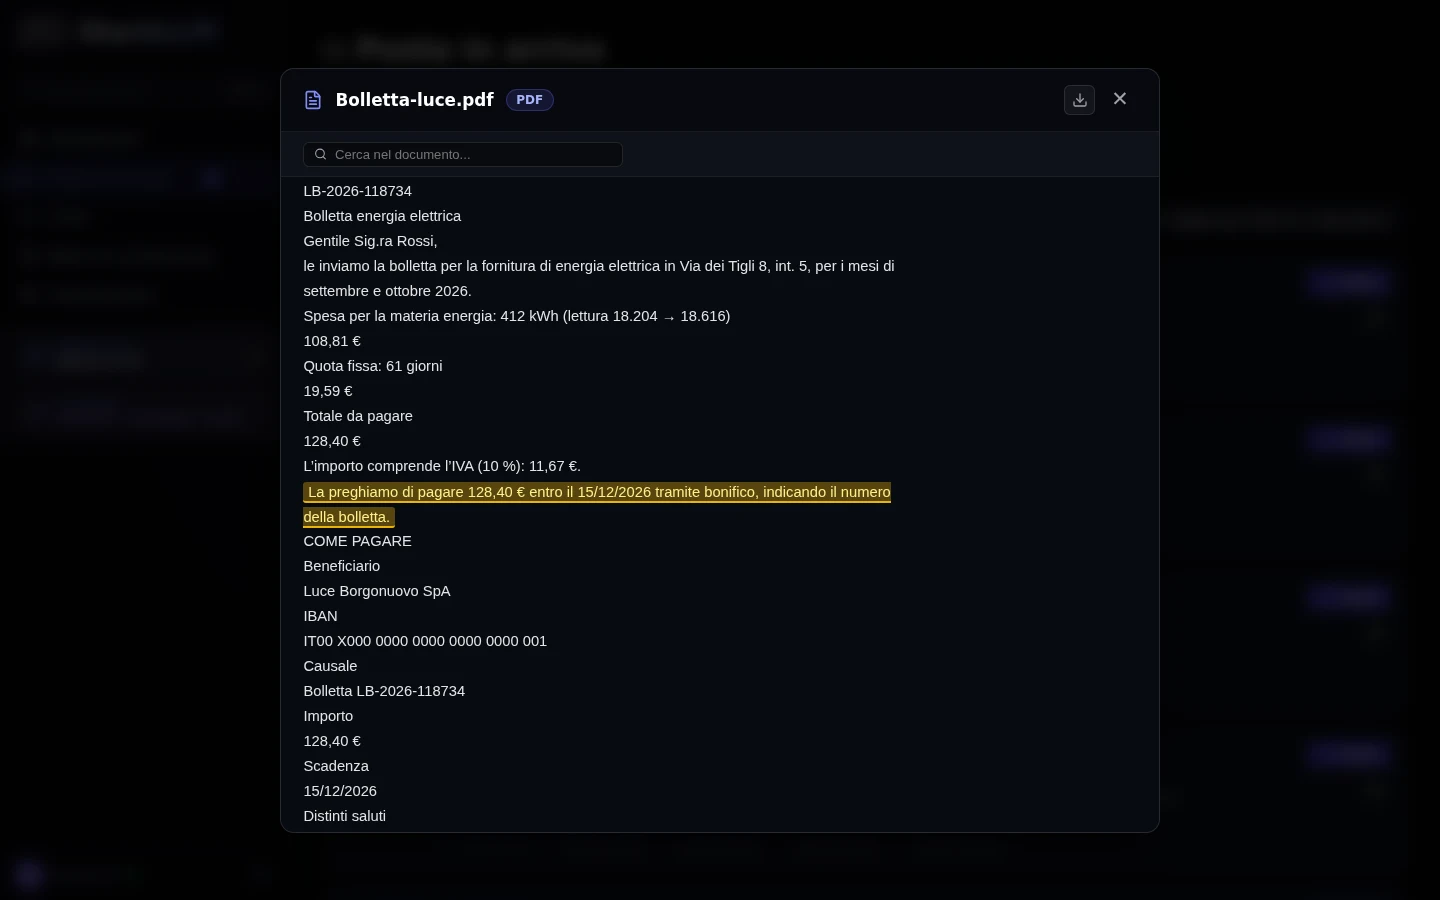 Bolletta-luce.pdf PDF
Cerca nel documento...
LB-2026-118734
Bolletta energia elettrica
Gentile Sig.ra Rossi,
le inviamo la bolletta per la fornitura di energia elettrica in Via dei Tigli 8, int. 5, per i mesi di
settembre e ottobre 2026.
Spesa per la materia energia: 412 kWh (lettura 18.204 → 18.616)
108,81 €
Quota fissa: 61 giorni
19,59 €
Totale da pagare
128,40 €
L’importo comprende l’IVA (10 %): 11,67 €.
La preghiamo di pagare 128,40 € entro il 15/12/2026 tramite bonifico, indicando il numero
della bolletta.
COME PAGARE
Beneficiario
Luce Borgonuovo SpA
IBAN
IT00 X000 0000 0000 0000 0000 001
Causale
Bolletta LB-2026-118734
Importo
128,40 €
Scadenza
15/12/2026
Distinti saluti